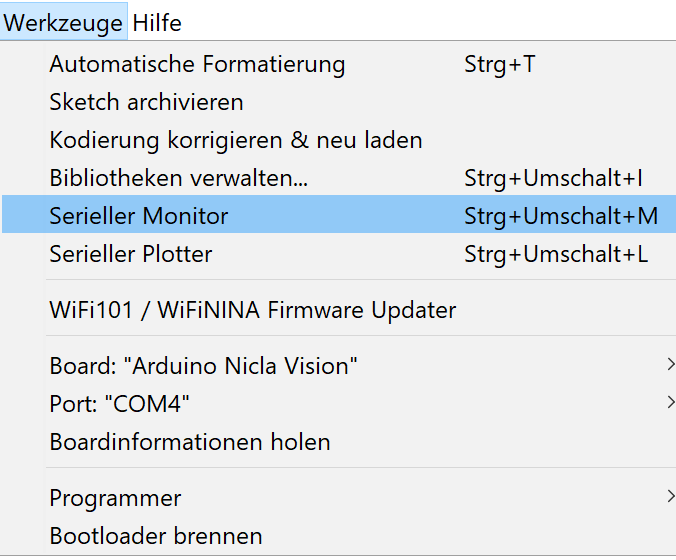 Werkzeuge Hilfe
Automatische Formatierung Strg+T
Sketch archivieren
Kodierung korrigieren & neu laden
Bibliotheken verwalten... Strg+Umschalt+I
Serieller Monitor Strg+Umschalt+M
Serieller Plotter Strg+Umschalt+L
WiFi101 / WiFiNINA Firmware Updater
Board: "Arduino Nicla Vision"
Port: "COM4"
Boardinformationen holen
Programmer
Bootloader brennen